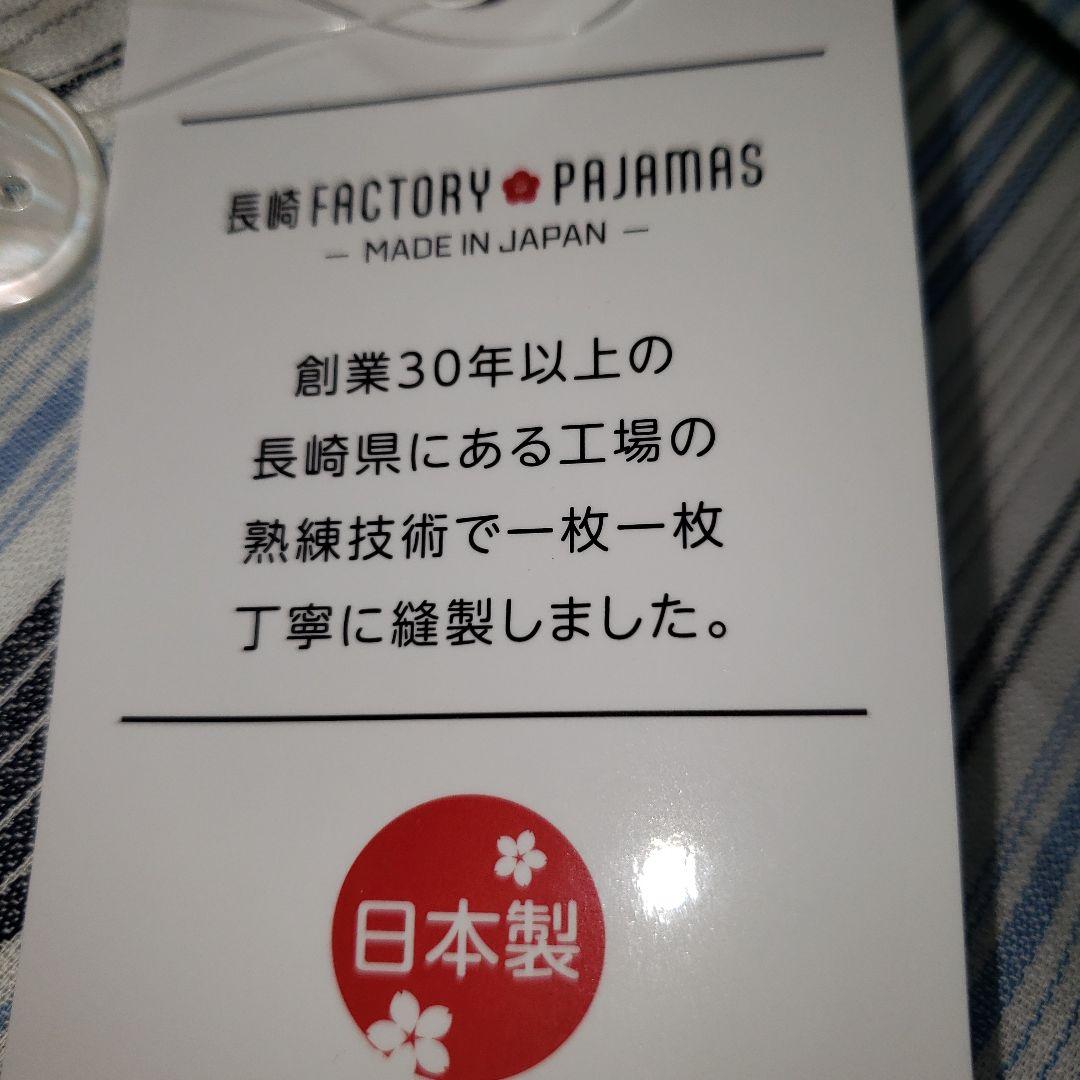 長崎FACTORY PAJAMAS
— MADE IN JAPAN —
創業30年以上の
長崎県にある工場の
熟練技術で一枚一枚
丁寧に縫製しました。
日本製